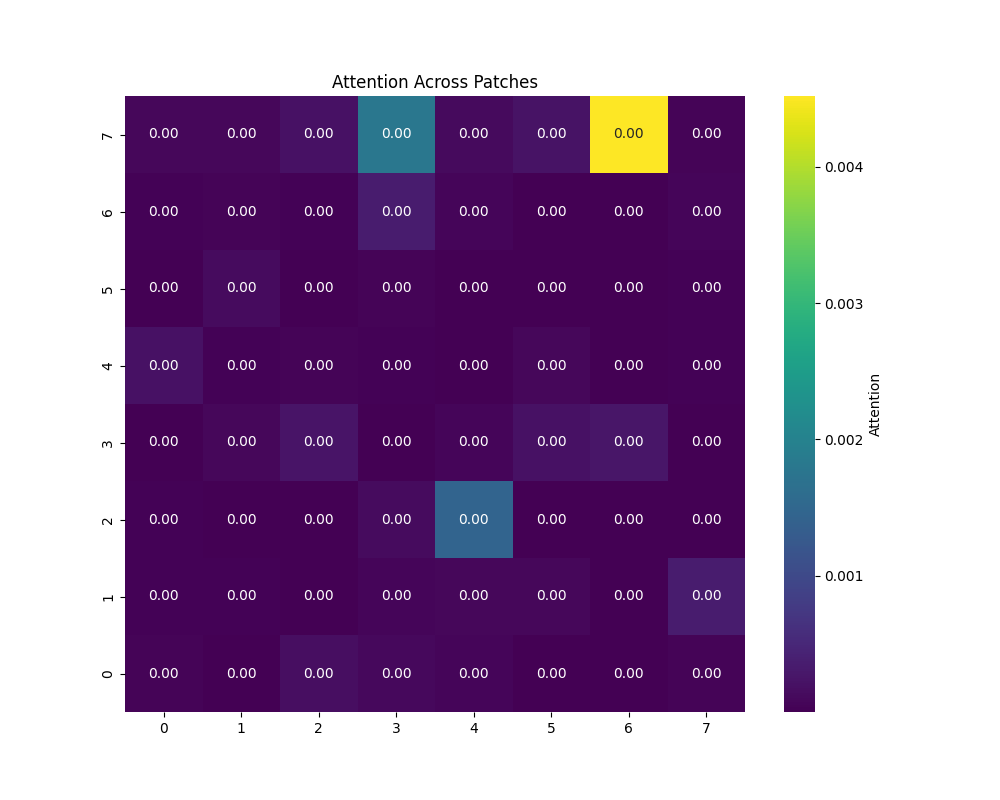 Attention Across Patches
7 0.00 0.00 0.00 0.00 0.00 0.00 0.00 0.00
6 0.00 0.00 0.00 0.00 0.00 0.00 0.00 0.00
5 0.00 0.00 0.00 0.00 0.00 0.00 0.00 0.00
4 0.00 0.00 0.00 0.00 0.00 0.00 0.00 0.00
3 0.00 0.00 0.00 0.00 0.00 0.00 0.00 0.00
2 0.00 0.00 0.00 0.00 0.00 0.00 0.00 0.00
1 0.00 0.00 0.00 0.00 0.00 0.00 0.00 0.00
0 0.00 0.00 0.00 0.00 0.00 0.00 0.00 0.00
0 1 2 3 4 5 6 7
0.004
0.003
0.002
0.001
Attention